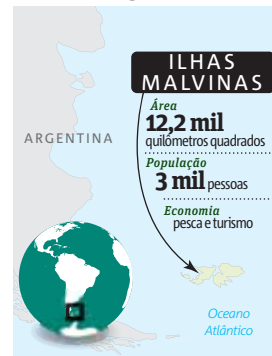 ILHAS
MALVINAS
Área
12,2 mil
quilômetros quadrados
População
3 mil pessoas
Economia
pesca e turismo
ARGENTINA
Oceano
Atlântico